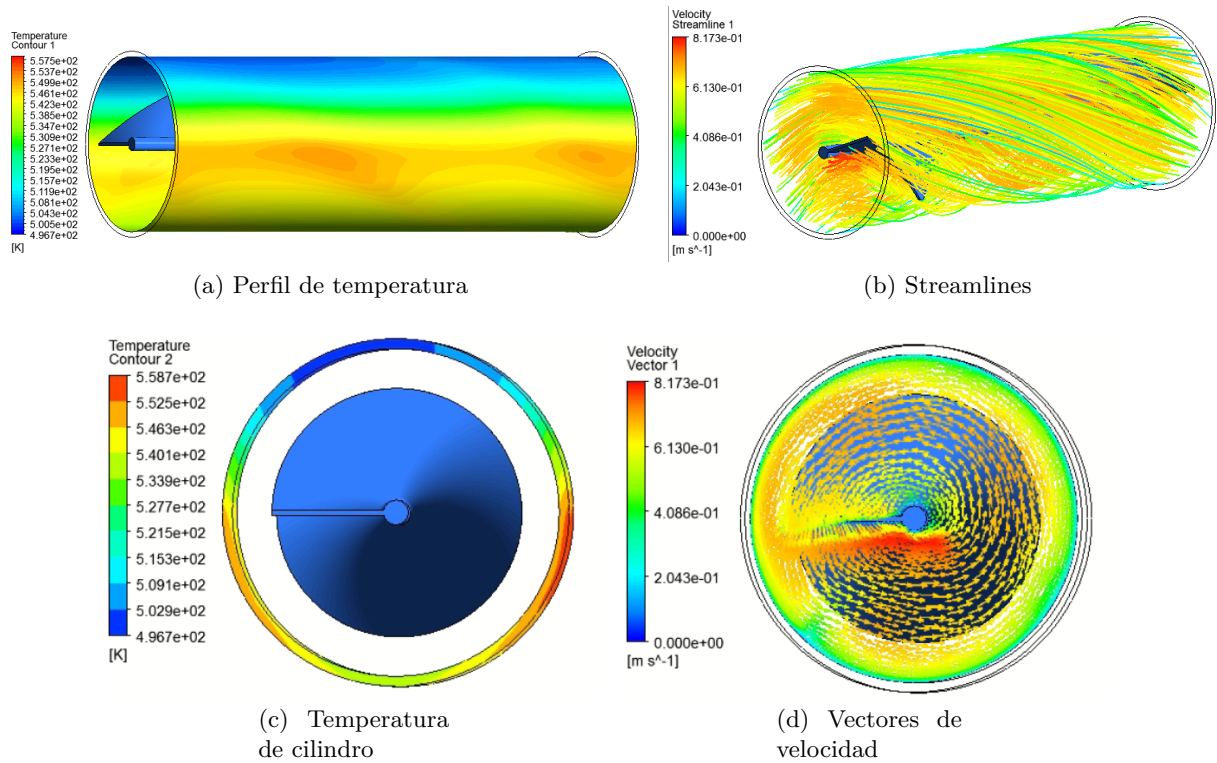 Temperature
Contour 1
5.575e+02
5.537e+02
5.499e+02
5.461e+02
5.423e+02
5.385e+02
5.347e+02
5.309e+02
5.271e+02
5.233e+02
5.195e+02
5.157e+02
5.119e+02
5.081e+02
5.043e+02
5.005e+02
4.967e+02
[K]
(a) Perfil de temperatura
Velocity
Streamline 1
8.173e-01
6.130e-01
4.086e-01
2.043e-01
0.000e+00
[m s^-1]
(b) Streamlines
Temperature
Contour 2
5.587e+02
5.525e+02
5.463e+02
5.401e+02
5.339e+02
5.277e+02
5.215e+02
5.153e+02
5.091e+02
5.029e+02
4.967e+02
[K]
(c) Temperatura
de cilindro
Velocity
Vector 1
8.173e-01
6.130e-01
4.086e-01
2.043e-01
0.000e+00
[m s^-1]
(d) Vectores de
velocidad